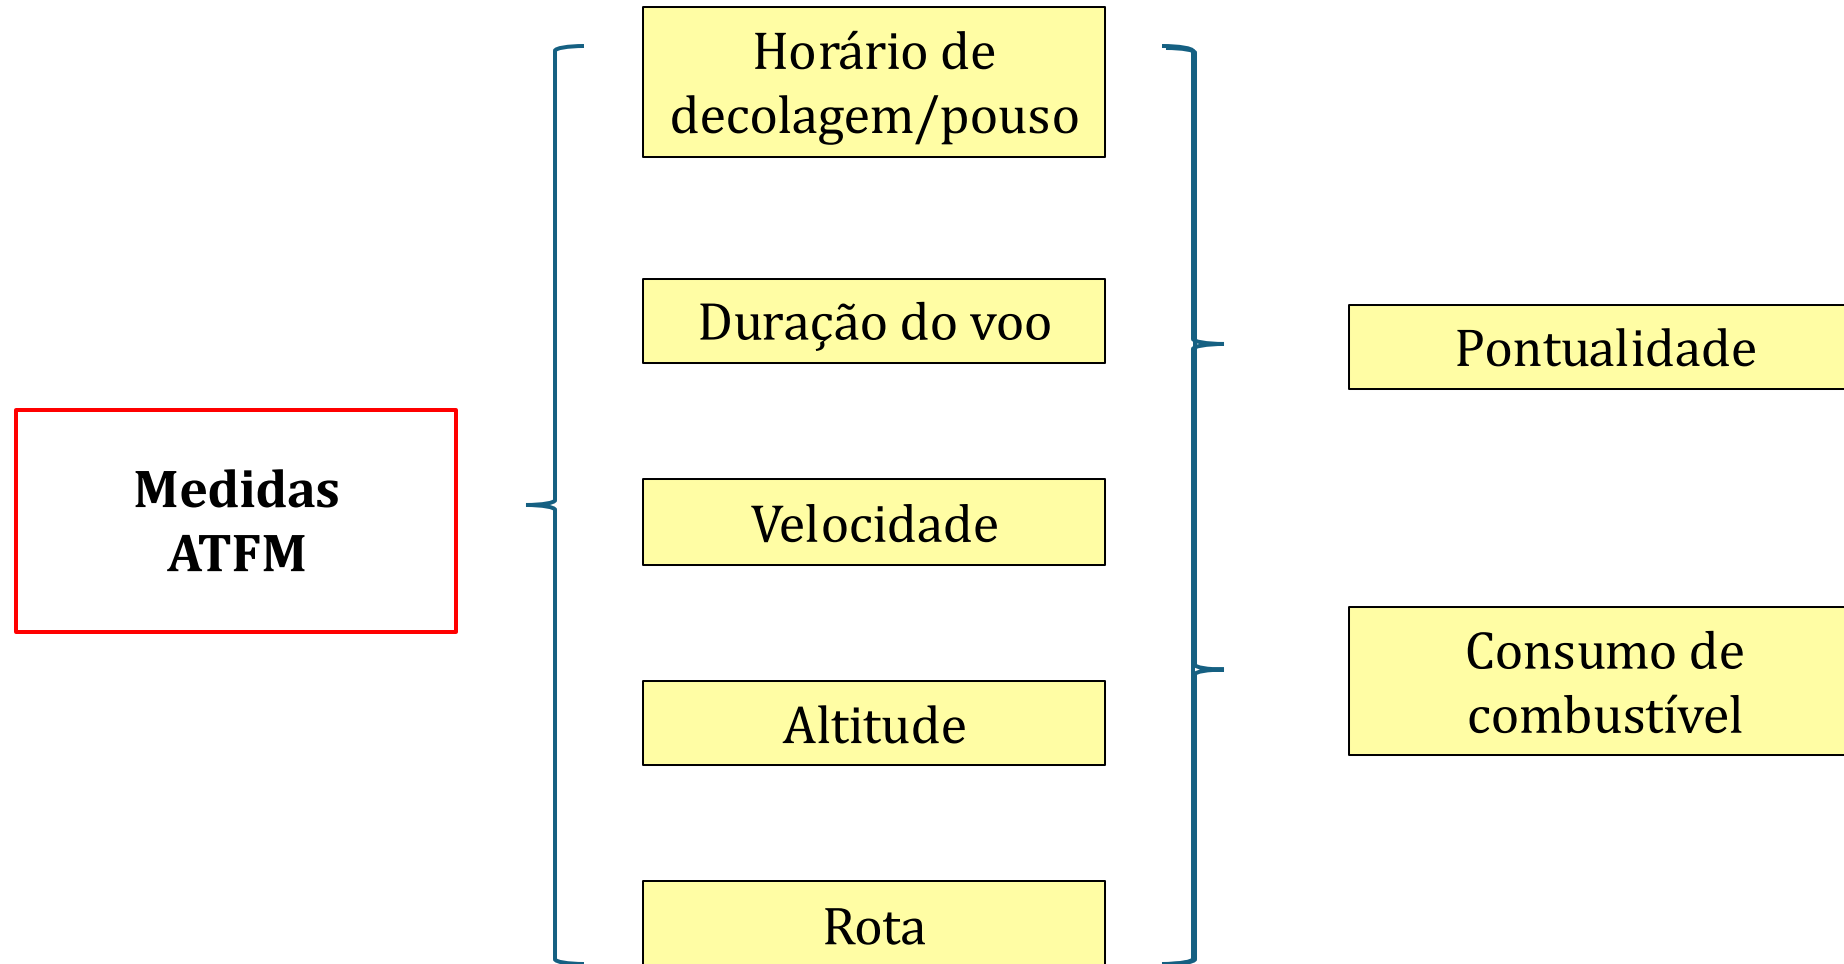 Medidas
ATFM
Horário de
decolagem/pouso
Duração do voo
Velocidade
Altitude
Rota
Pontualidade
Consumo de
combustível